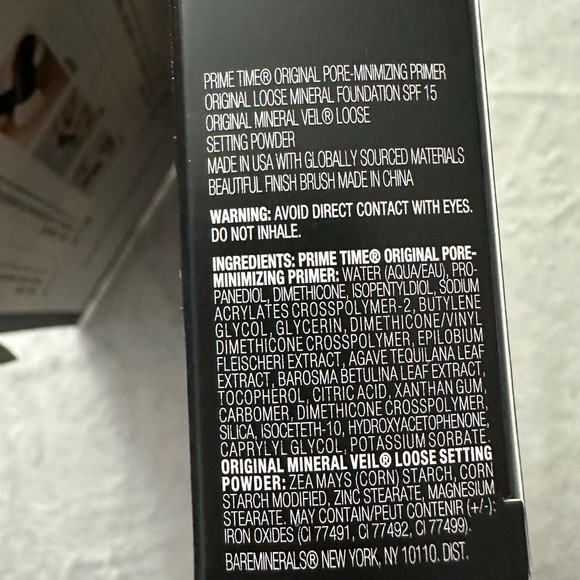 PRIME TIME® ORIGINAL PORE-MINIMIZING PRIMER
ORIGINAL LOOSE MINERAL FOUNDATION SPF 15
ORIGINAL MINERAL VEIL® LOOSE
SETTING POWDER
MADE IN USA WITH GLOBALLY SOURCED MATERIALS
BEAUTIFUL FINISH BRUSH MADE IN CHINA
WARNING: AVOID DIRECT CONTACT WITH EYES.
DO NOT INHALE.
INGREDIENTS: PRIME TIME® ORIGINAL PORE-
MINIMIZING PRIMER: WATER (AQUA/EAU), PRO-
PANEDIOL, DIMETHICONE, ISOPENTYLDIOL, SODIUM
ACRYLATES CROSSPOLYMER-2, BUTYLENE
GLYCOL, GLYCERIN, DIMETHICONE/VINYL
DIMETHICONE CROSSPOLYMER, EPILOBIUM
FLEISCHERI EXTRACT, AGAVE TEQUILANA LEAF
EXTRACT, BAROSMA BETULINA LEAF EXTRACT,
TOCOPHEROL, CITRIC ACID, XANTHAN GUM,
CARBOMER, DIMETHICONE CROSSPOLYMER,
SILICA, ISOCETETH-10, HYDROXYACETOPHENONE,
CAPRYLYL GLYCOL, POTASSIUM SORBATE.
ORIGINAL MINERAL VEIL® LOOSE SETTING
POWDER: ZEA MAYS (CORN) STARCH, CORN
STARCH MODIFIED, ZINC STEARATE, MAGNESIUM
STEARATE. MAY CONTAIN/PEUT CONTENIR (+/-):
IRON OXIDES (CI 77491, CI 77492, CI 77499).
BAREMINERALS® NEW YORK, NY 10110. DIST.